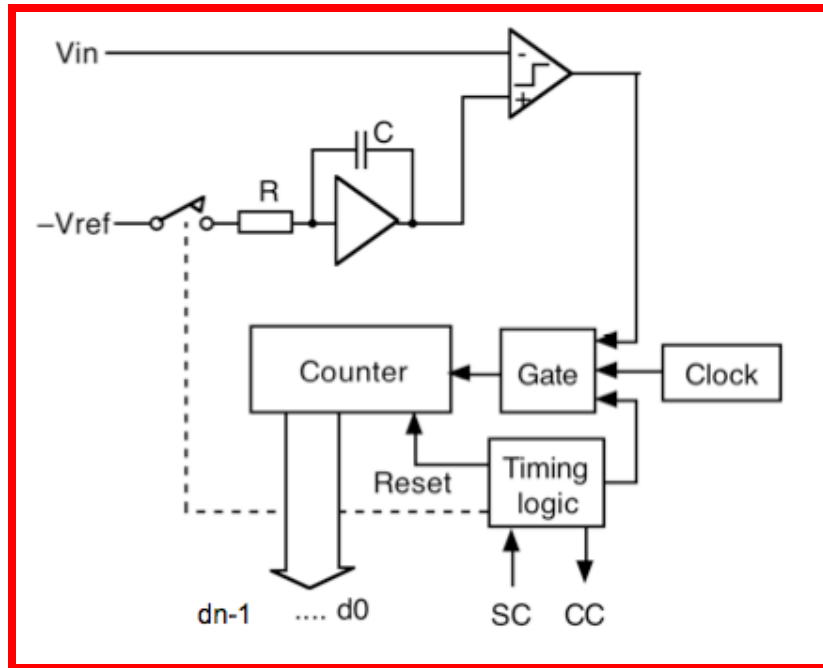 Vin
-
+
C
R
–Vref
Counter
Gate
Clock
Reset
Timing
logic
dn-1 .... d0
SC CC